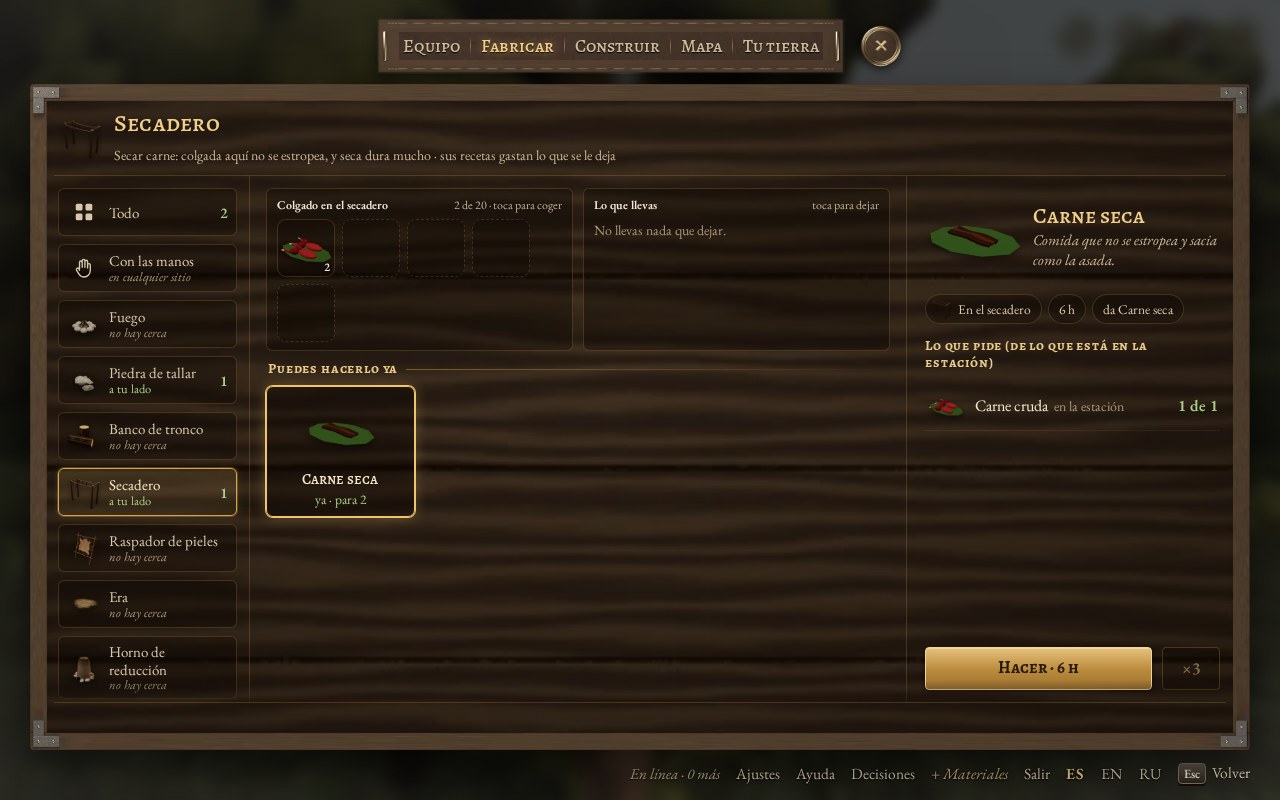 Equipo Fabricar Construir Mapa Tu tierra
Secadero
Secar carne: colgada aquí no se estropea, y seca dura mucho · sus recetas gastan lo que se le deja
Todo 2
Con las manos
en cualquier sitio
Fuego
no hay cerca
Piedra de tallar
a tu lado
1
Banco de tronco
no hay cerca
Secadero
a tu lado
1
Raspador de pieles
no hay cerca
Era
no hay cerca
Horno de
reducción
no hay cerca
Colgado en el secadero 2 de 20 · toca para coger
2
Lo que llevas toca para dejar
No llevas nada que dejar.
Puedes hacerlo ya
Carne seca
ya · para 2
Carne seca
Comida que no se estropea y sacia
como la asada.
En el secadero 6 h da Carne seca
Lo que pide (de lo que está en la
estación)
Carne cruda en la estación 1 de 1
Hacer · 6 h ×3
En línea · 0 más Ajustes Ayuda Decisiones + Materiales Salir ES EN RU Esc Volver